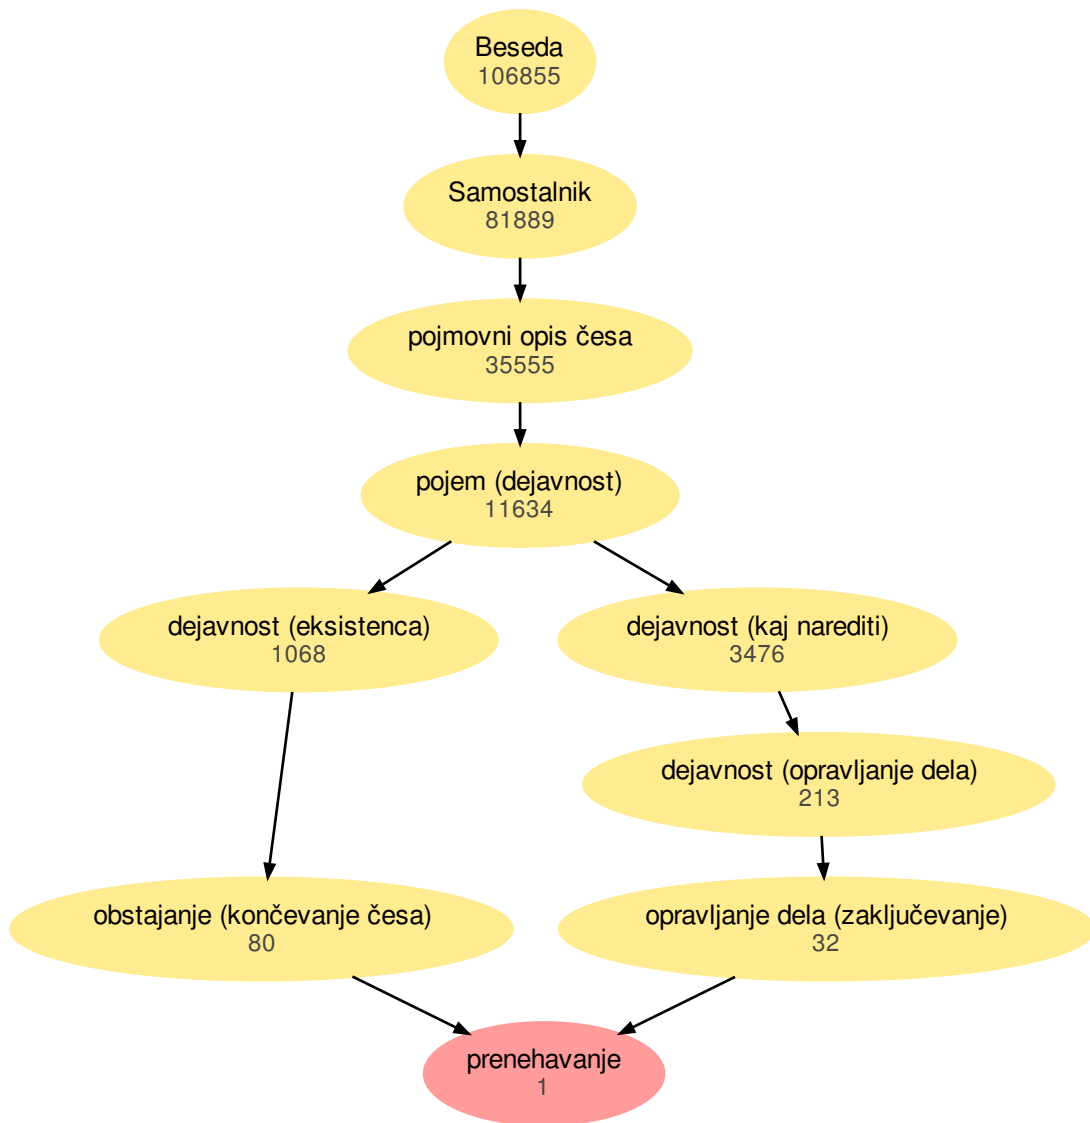 Beseda
106855
Samostalnik
81889
pojmovni opis česa
35555
pojem (dejavnost)
11634
dejavnost (eksistenca)
1068
dejavnost (kaj narediti)
3476
dejavnost (opravljanje dela)
213
obstajanje (končevanje česa)
80
opravljanje dela (zaključevanje)
32
prenehavanje
1